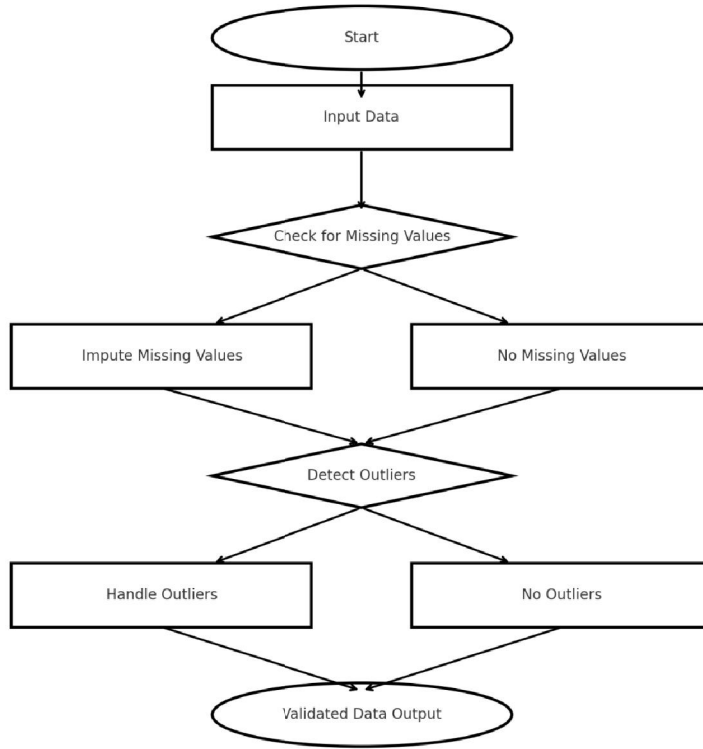 Start
Input Data
Check for Missing Values
Impute Missing Values
No Missing Values
Detect Outliers
Handle Outliers
No Outliers
Validated Data Output